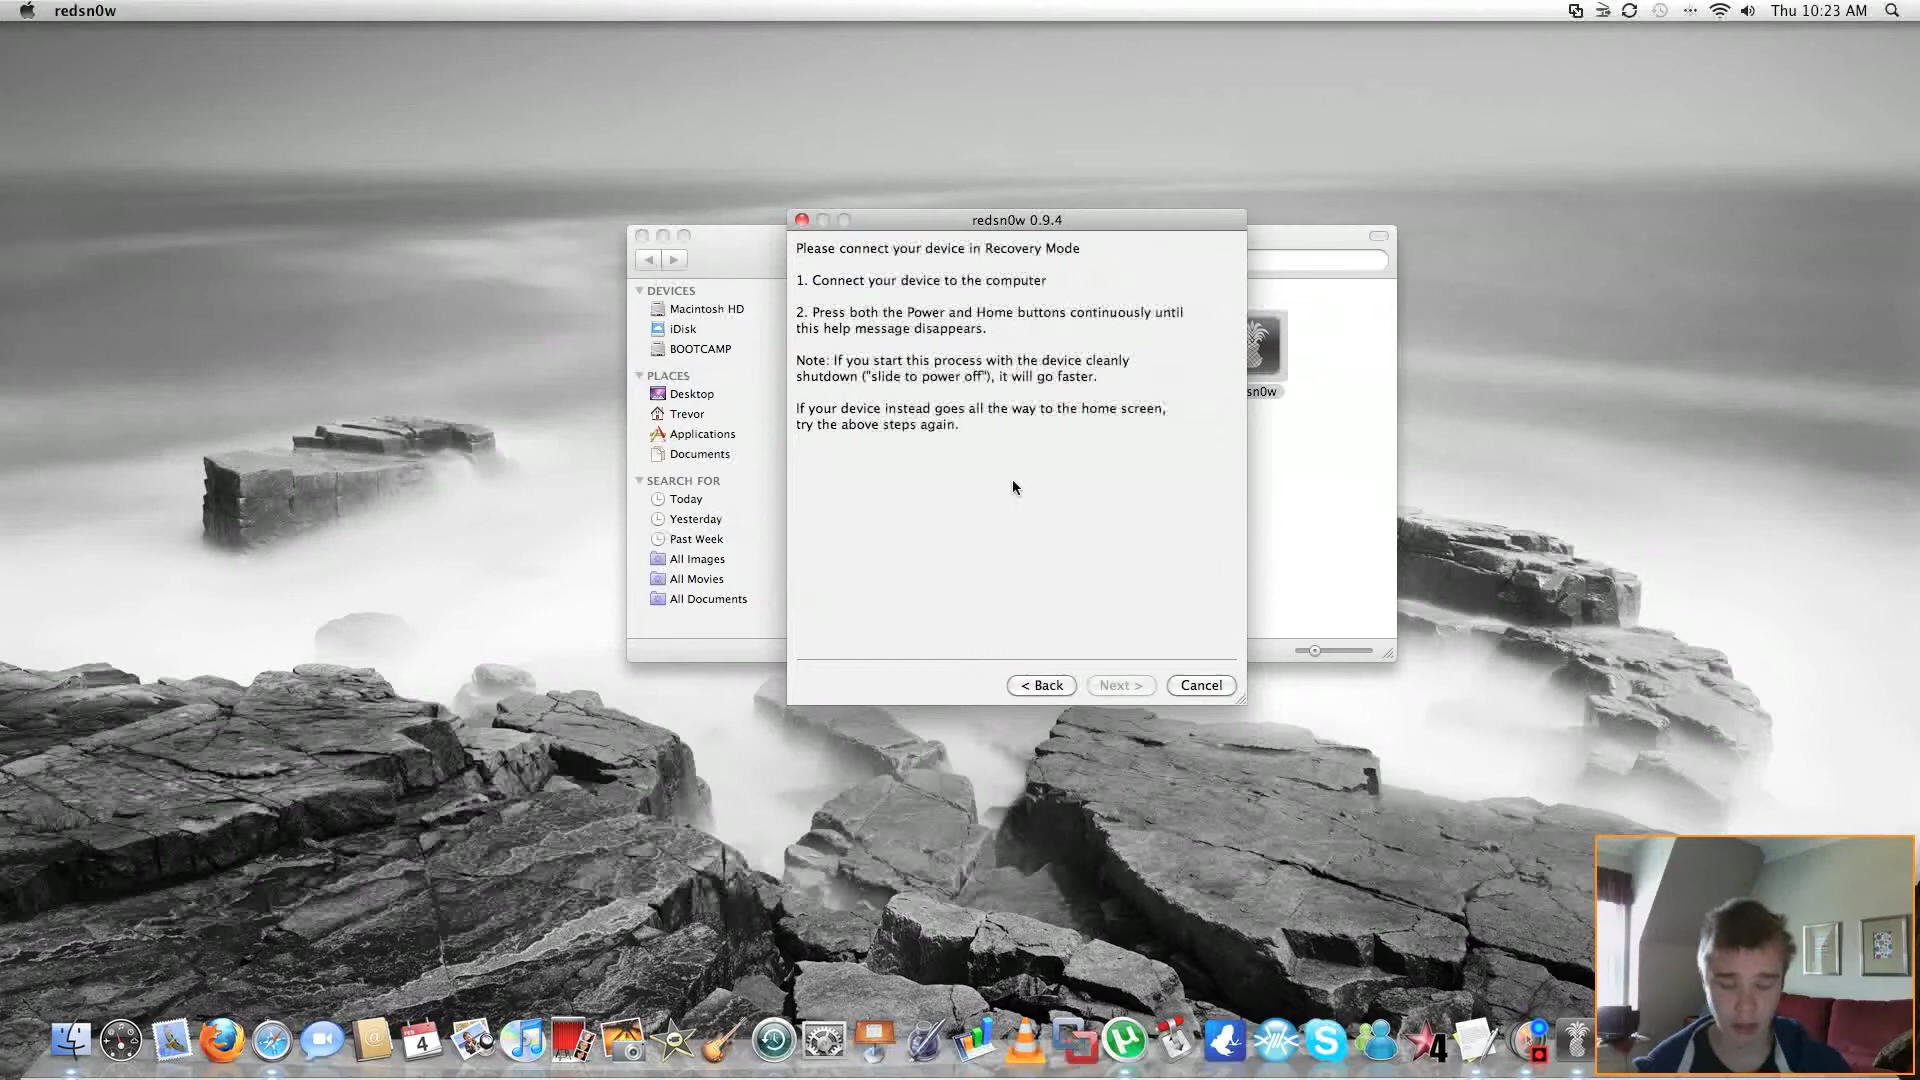 redsn0w
Thu 10:23 AM
redsn0w 0.9.4
Please connect your device in Recovery Mode
1. Connect your device to the computer
2. Press both the Power and Home buttons continuously until
this help message disappears.
Note: If you start this process with the device cleanly
shutdown ("slide to power off"), it will go faster.
If your device instead goes all the way to the home screen,
try the above steps again.
< Back
Next >
Cancel
DEVICES
Macintosh HD
iDisk
BOOTCAMP
PLACES
Desktop
Trevor
Applications
Documents
SEARCH FOR
Today
Yesterday
Past Week
All Images
All Movies
All Documents
sn0w
FEB
4
4